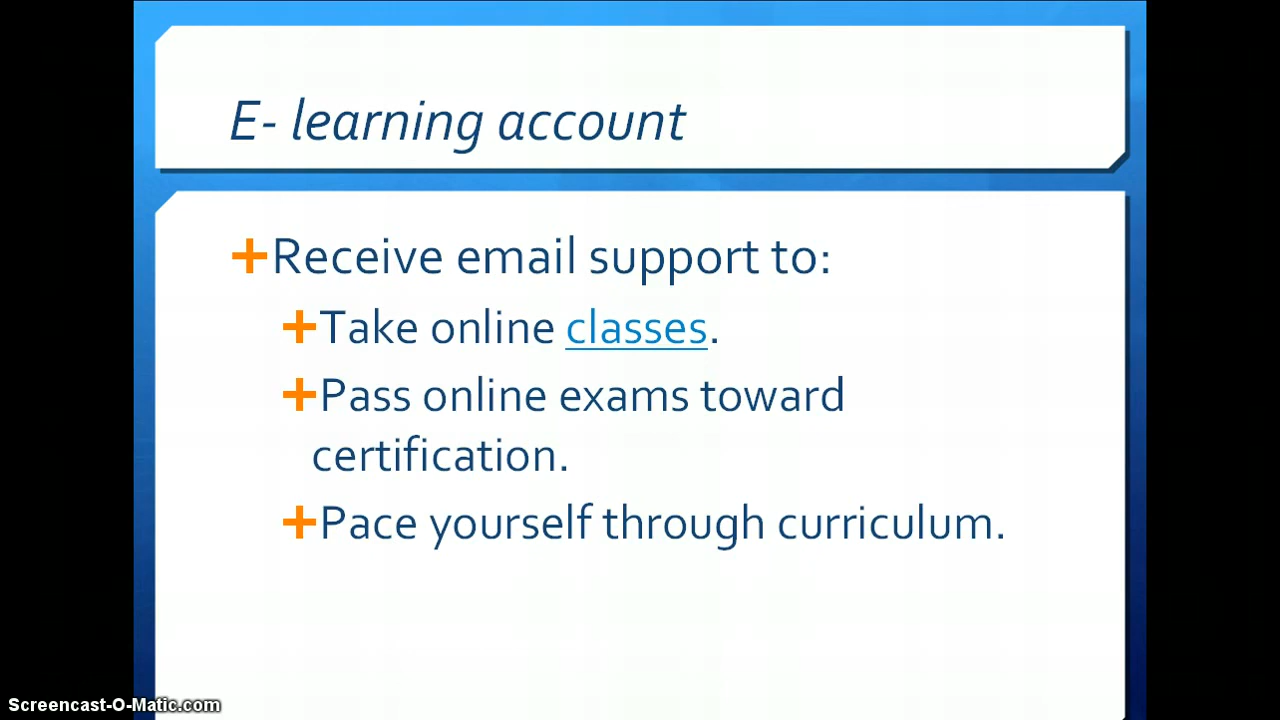 E- learning account
Receive email support to:
Take online classes.
Pass online exams toward
certification.
Pace yourself through curriculum.
Screencast-O-Matic.com